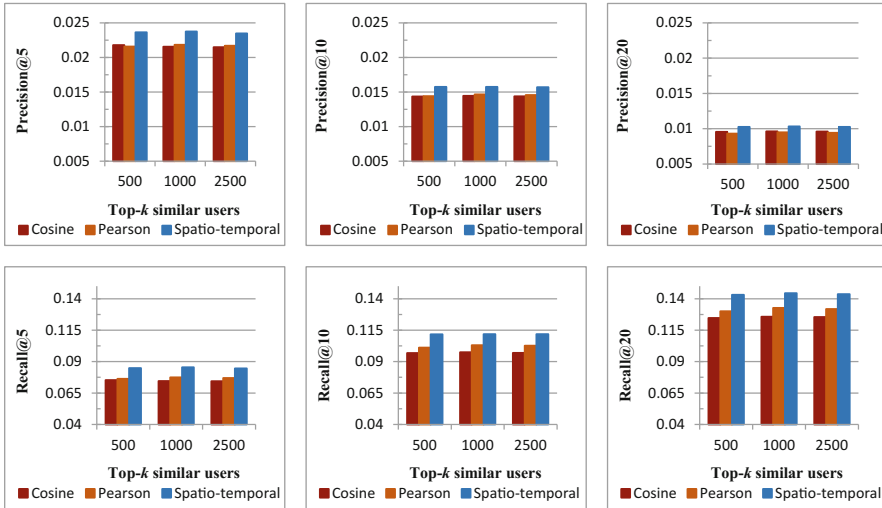 Precision@5
0.025
0.02
0.015
0.01
0.005
500 1000 2500
Top-k similar users
Cosine Pearson Spatio-temporal
Precision@10
0.025
0.02
0.015
0.01
0.005
500 1000 2500
Top-k similar users
Cosine Pearson Spatio-temporal
Precision@20
0.025
0.02
0.015
0.01
0.005
500 1000 2500
Top-k similar users
Cosine Pearson Spatio-temporal
Recall@5
0.14
0.115
0.09
0.065
0.04
500 1000 2500
Top-k similar users
Cosine Pearson Spatio-temporal
Recall@10
0.14
0.115
0.09
0.065
0.04
500 1000 2500
Top-k similar users
Cosine Pearson Spatio-temporal
Recall@20
0.14
0.115
0.09
0.065
0.04
500 1000 2500
Top-k similar users
Cosine Pearson Spatio-temporal